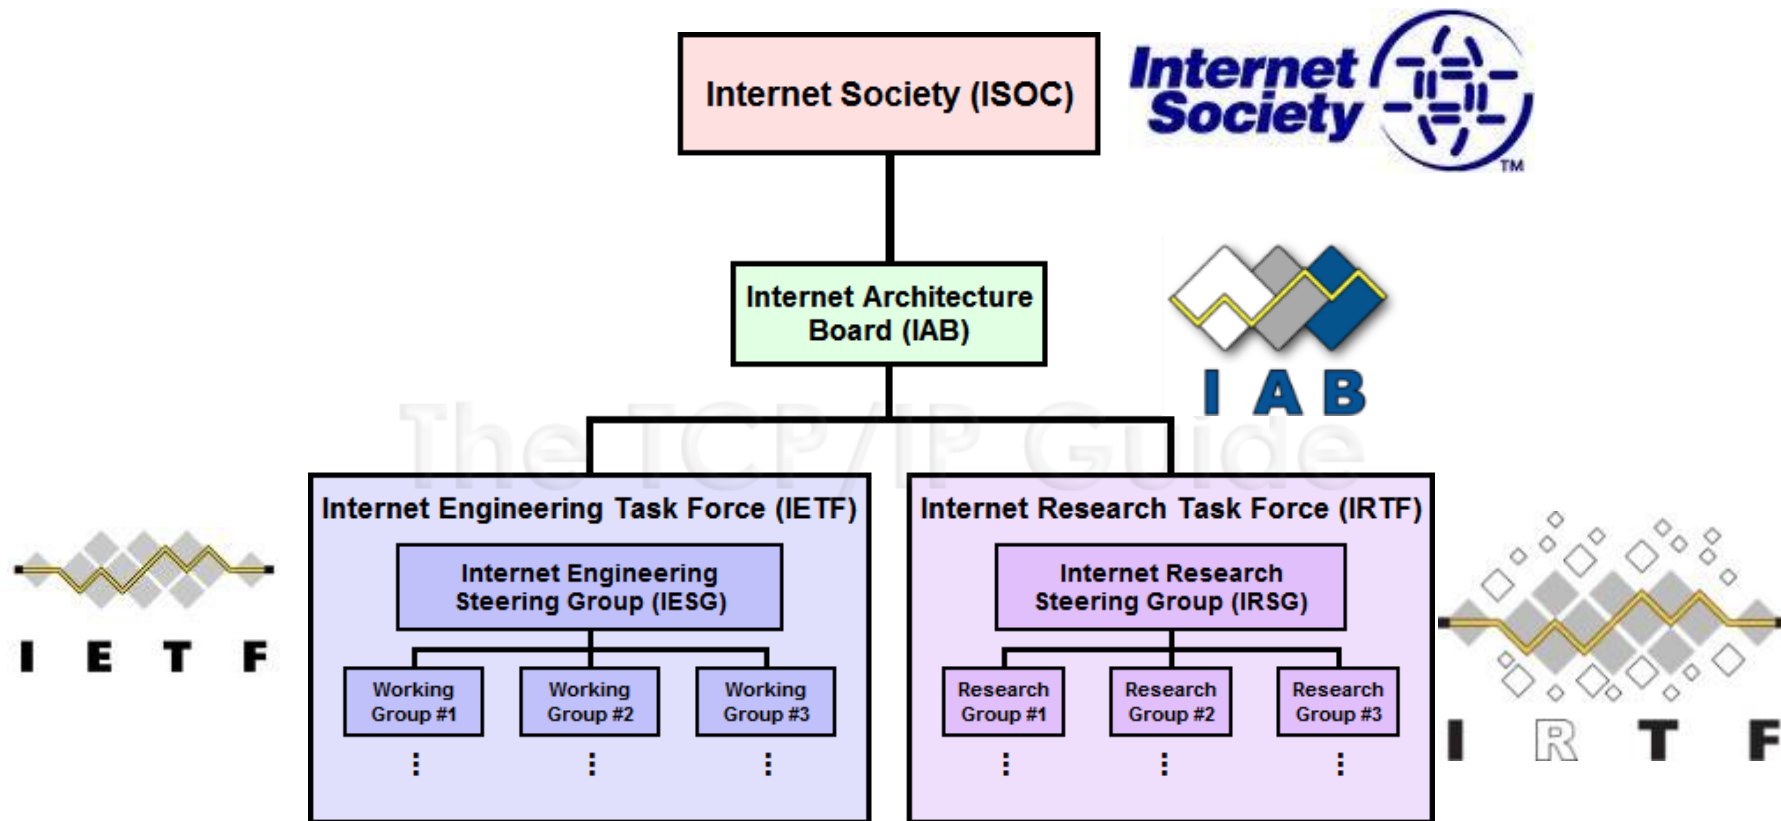 Internet Society (ISOC)
Internet
Society
TM
Internet Architecture
Board (IAB)
I A B
The TCP/IP Guide
Internet Engineering Task Force (IETF)
Internet Engineering
Steering Group (IESG)
Working
Group #1
Working
Group #2
Working
Group #3
Internet Research Task Force (IRTF)
Internet Research
Steering Group (IRSG)
Research
Group #1
Research
Group #2
Research
Group #3
I E T F
I R T F